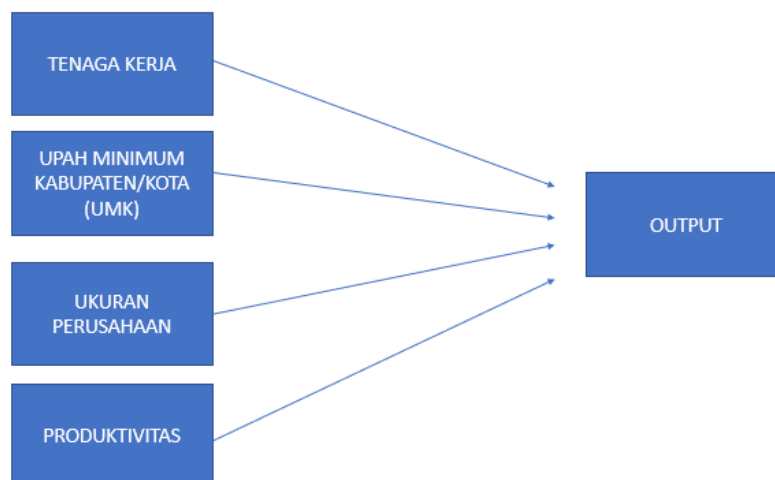 TENAGA KERJA
UPAH MINIMUM
KABUPATEN/KOTA
(UMK)
OUTPUT
UKURAN
PERUSAHAAN
PRODUKTIVITAS